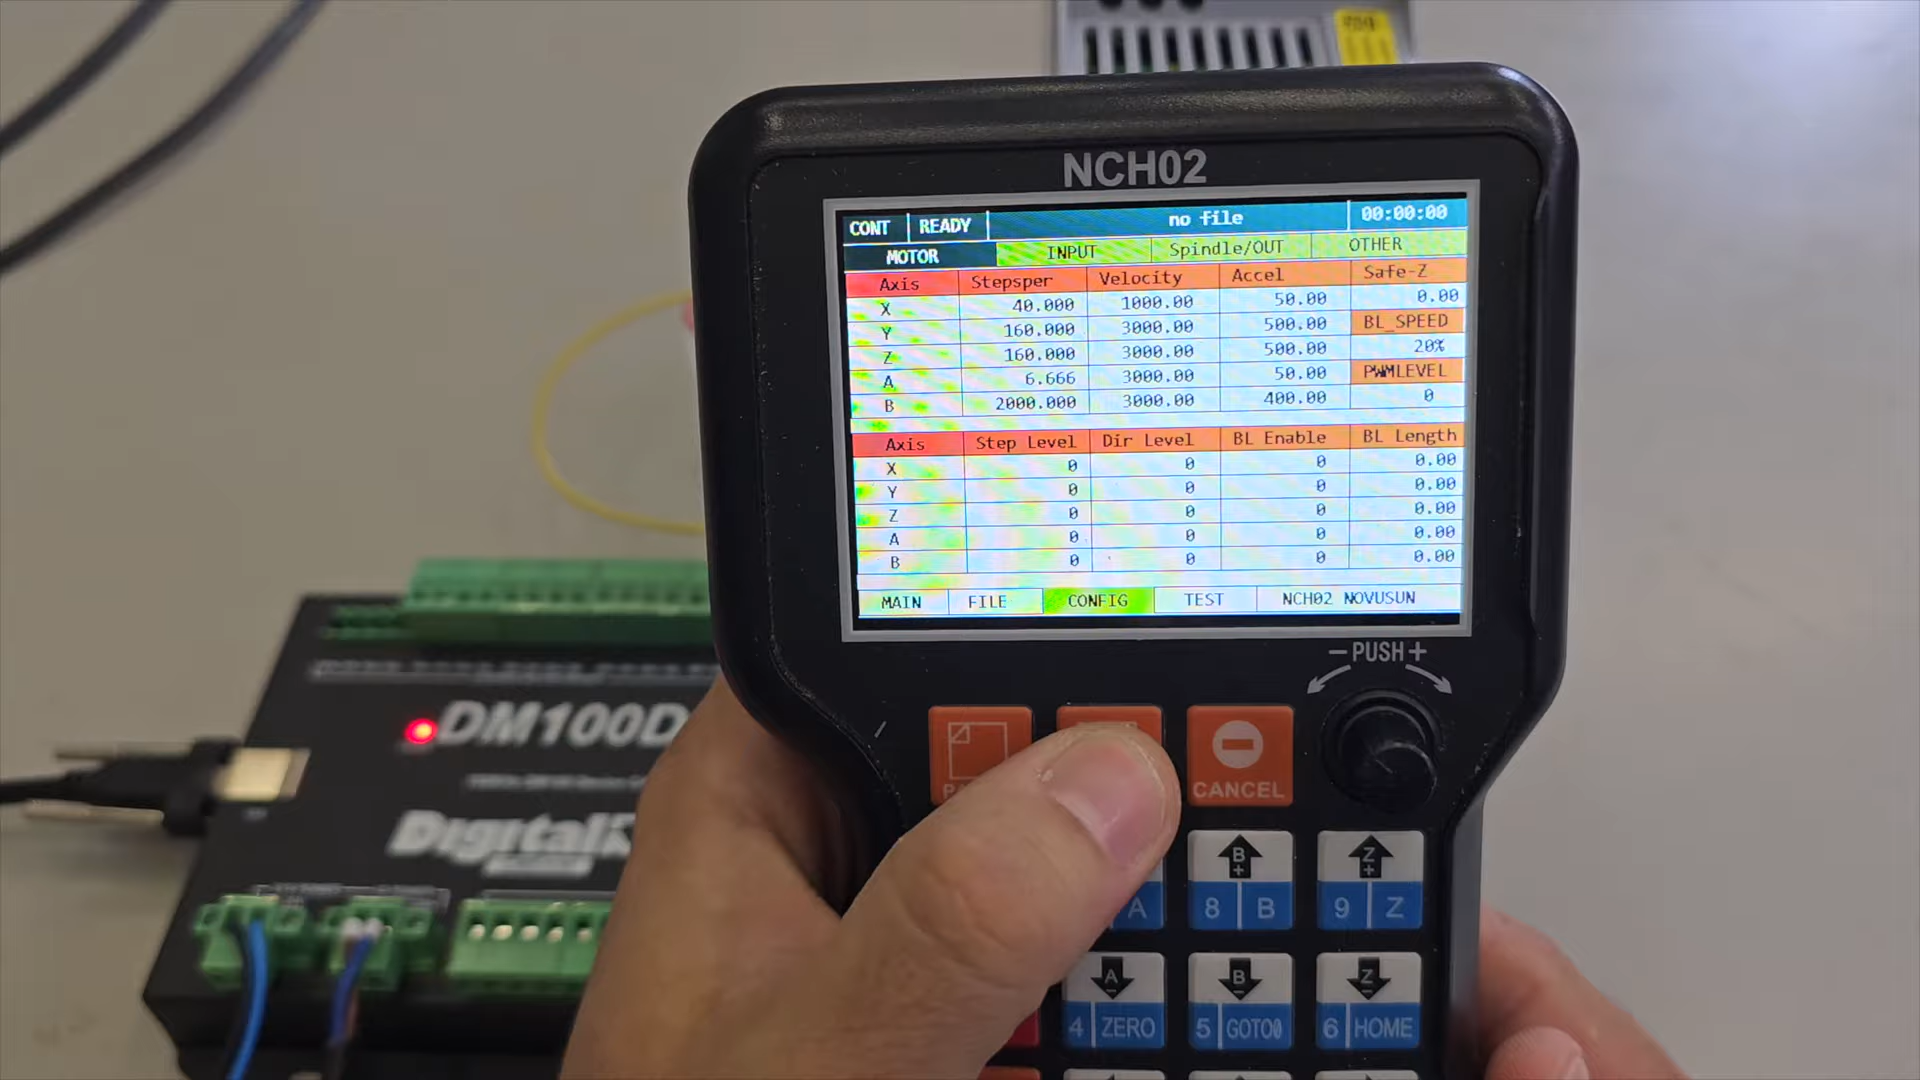 NCH02
CONT READY no file 00:00:00
MOTOR INPUT Spindle/OUT OTHER
Axis Stepsper Velocity Accel Safe-Z
X 40.000 1000.00 50.00 0.00
Y 160.000 3000.00 500.00 BL_SPEED
Z 160.000 3000.00 500.00 20%
A 6.666 3000.00 50.00 PWMLEVEL
B 2000.000 3000.00 400.00 0
Axis Step Level Dir Level BL Enable BL Length
X 0 0 0 0.00
Y 0 0 0 0.00
Z 0 0 0 0.00
A 0 0 0 0.00
B 0 0 0 0.00
MAIN FILE CONFIG TEST NCH02 NOVUSUN
− PUSH +
CANCEL
A
B+
8 B
Z+
9 Z
A−
4 ZERO
B−
5 GOTO0
Z−
6 HOME
DM100D